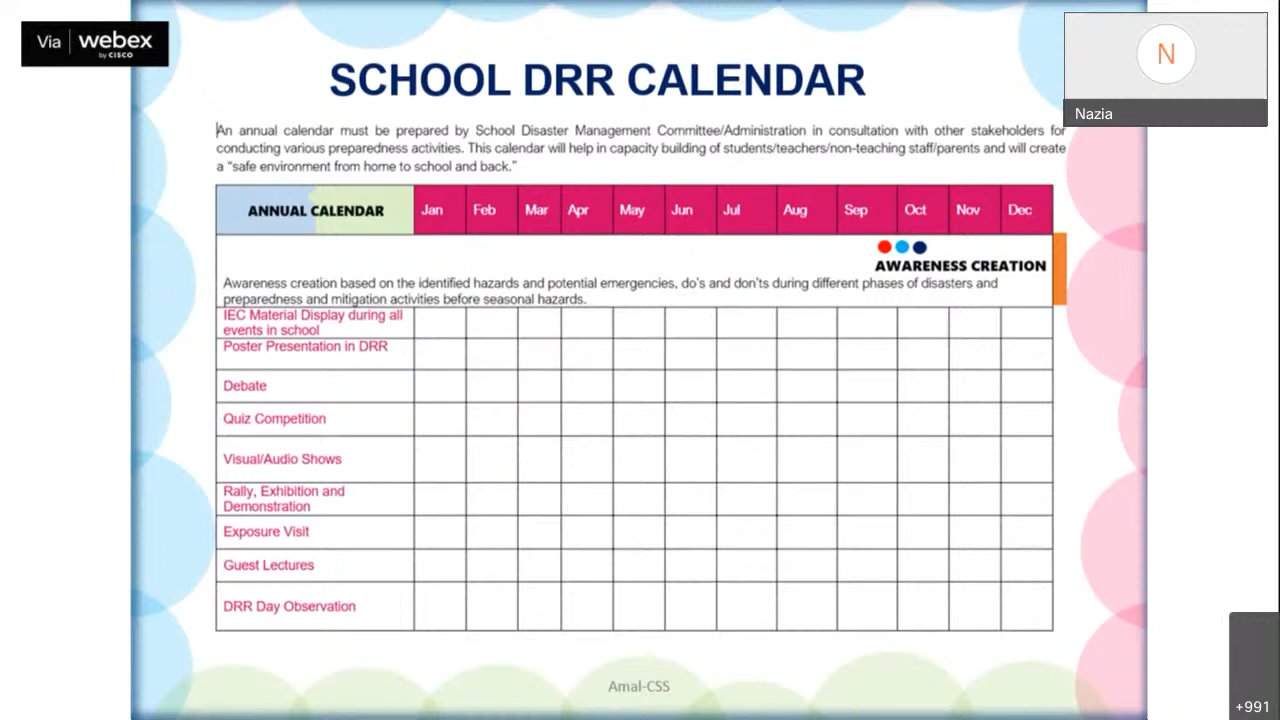 Via webex
by CISCO
N
Nazia
SCHOOL DRR CALENDAR
An annual calendar must be prepared by School Disaster Management Committee/Administration in consultation with other stakeholders for
conducting various preparedness activities. This calendar will help in capacity building of students/teachers/non-teaching staff/parents and will create
a “safe environment from home to school and back.”
ANNUAL CALENDAR Jan Feb Mar Apr May Jun Jul Aug Sep Oct Nov Dec
AWARENESS CREATION
Awareness creation based on the identified hazards and potential emergencies, do’s and don’ts during different phases of disasters and
preparedness and mitigation activities before seasonal hazards.
IEC Material Display during all
events in school
Poster Presentation in DRR
Debate
Quiz Competition
Visual/Audio Shows
Rally, Exhibition and
Demonstration
Exposure Visit
Guest Lectures
DRR Day Observation
Amal-CSS
+991